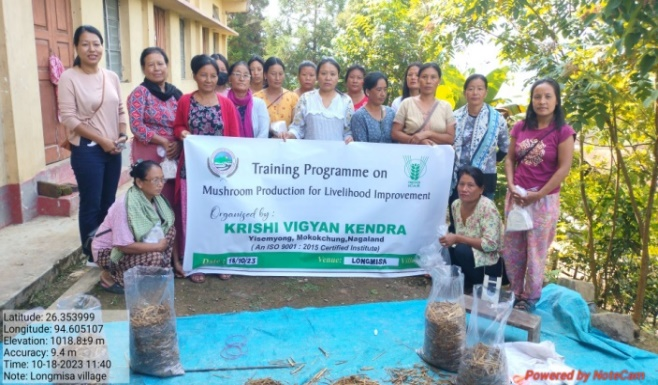 Training Programme on
Mushroom Production for Livelihood Improvement
Organised by:
KRISHI VIGYAN KENDRA
Yisemyong, Mokokchung,Nagaland
(An ISO 9001 : 2015 Certified Institute)
Date: 18/10/23 Venue: LONGMISA
Latitude: 26.353999
Longitude: 94.605107
Elevation: 1018.8±9 m
Accuracy: 9.4 m
Time: 10-18-2023 11:40
Note: Longmisa village
Powered by NoteCam